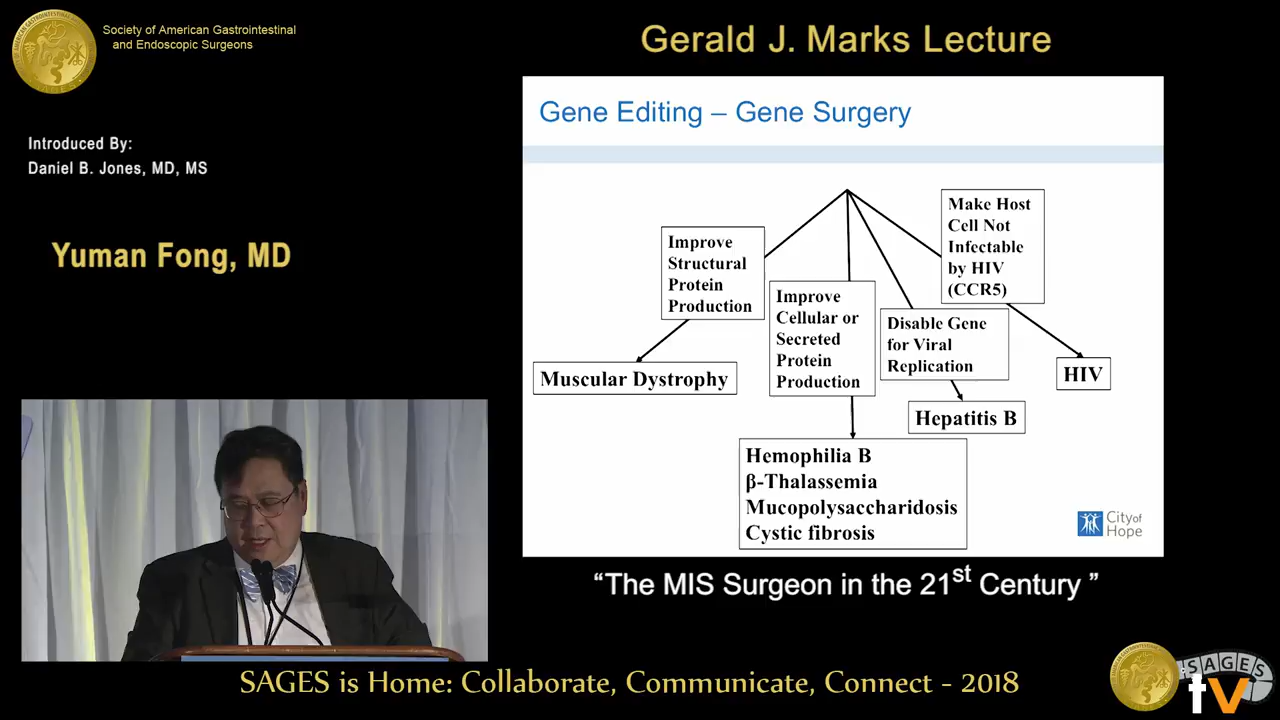 Society of American Gastrointestinal
and Endoscopic Surgeons
Gerald J. Marks Lecture
Introduced By:
Daniel B. Jones, MD, MS
Yuman Fong, MD
Gene Editing – Gene Surgery
Improve
Structural
Protein
Production
Improve
Cellular or
Secreted
Protein
Production
Disable Gene
for Viral
Replication
Make Host
Cell Not
Infectable
by HIV
(CCR5)
Muscular Dystrophy
Hemophilia B
β-Thalassemia
Mucopolysaccharidosis
Cystic fibrosis
Hepatitis B
HIV
City of
Hope
“The MIS Surgeon in the 21st Century ”
SAGES is Home: Collaborate, Communicate, Connect - 2018
SAGES
tv